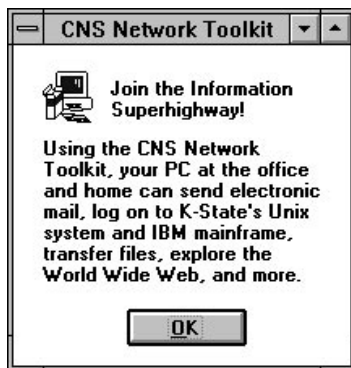 CNS Network Toolkit
Join the Information
Superhighway!
Using the CNS Network
Toolkit, your PC at the office
and home can send electronic
mail, log on to K-State's Unix
system and IBM mainframe,
transfer files, explore the
World Wide Web, and more.
OK